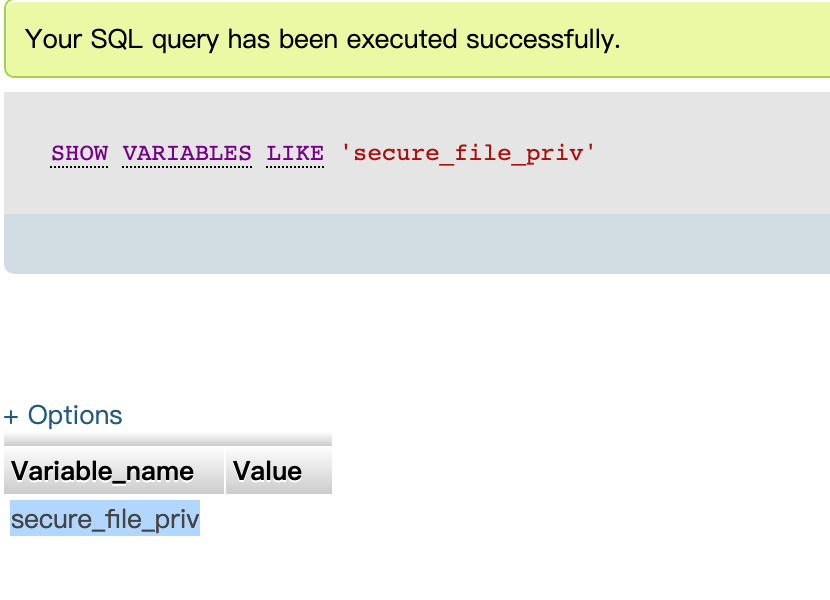 Your SQL query has been executed successfully.
SHOW VARIABLES LIKE 'secure_file_priv'
+ Options
Variable_name Value
secure_file_priv